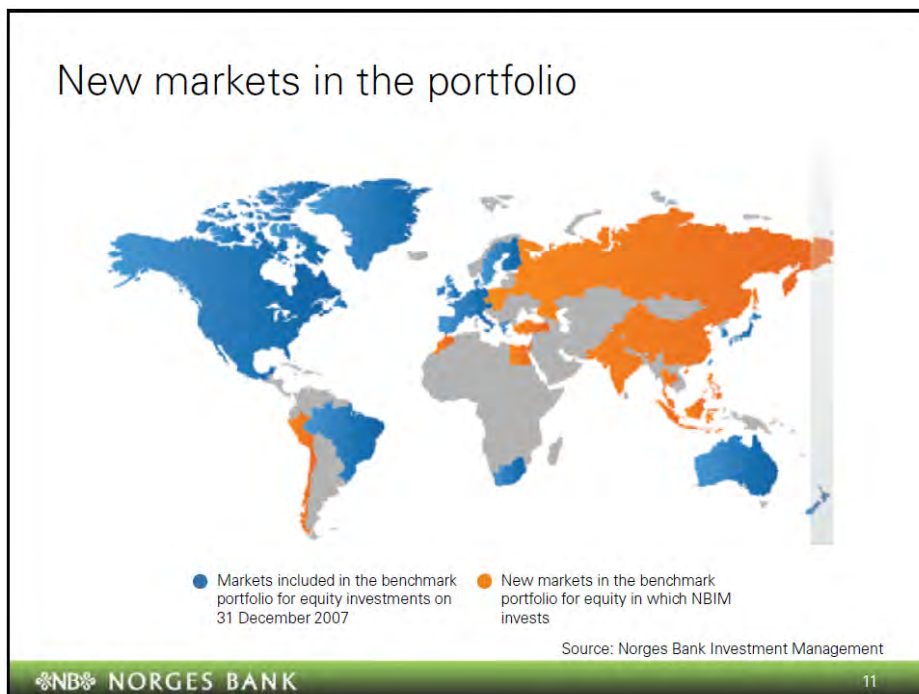 New markets in the portfolio
Markets included in the benchmark
portfolio for equity investments on
31 December 2007
New markets in the benchmark
portfolio for equity in which NBIM
invests
Source: Norges Bank Investment Management
NB NORGES BANK
11